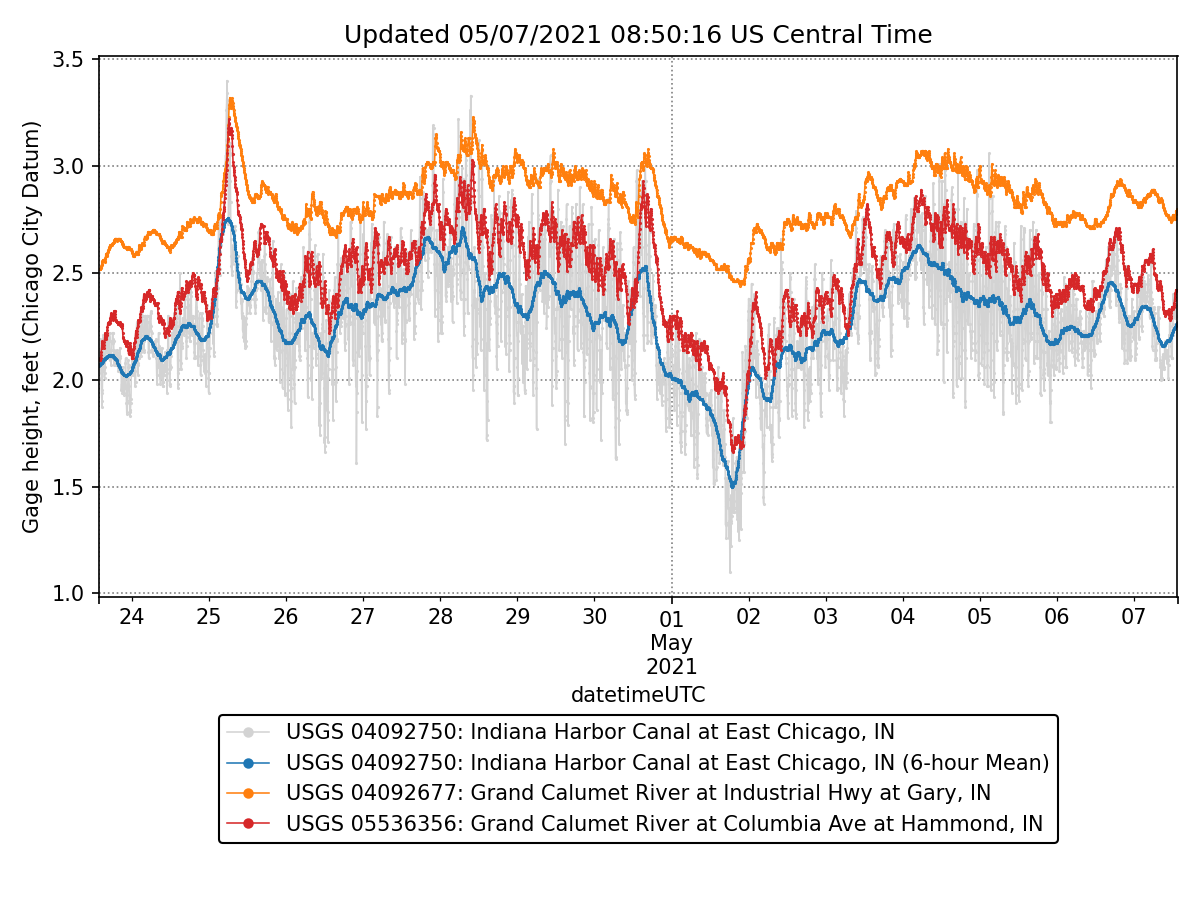 Updated 05/07/2021 08:50:16 US Central Time
Gage height, feet (Chicago City Datum)
3.5
3.0
2.5
2.0
1.5
1.0
24 25 26 27 28 29 30 01 02 03 04 05 06 07
May
2021
datetimeUTC
USGS 04092750: Indiana Harbor Canal at East Chicago, IN
USGS 04092750: Indiana Harbor Canal at East Chicago, IN (6-hour Mean)
USGS 04092677: Grand Calumet River at Industrial Hwy at Gary, IN
USGS 05536356: Grand Calumet River at Columbia Ave at Hammond, IN